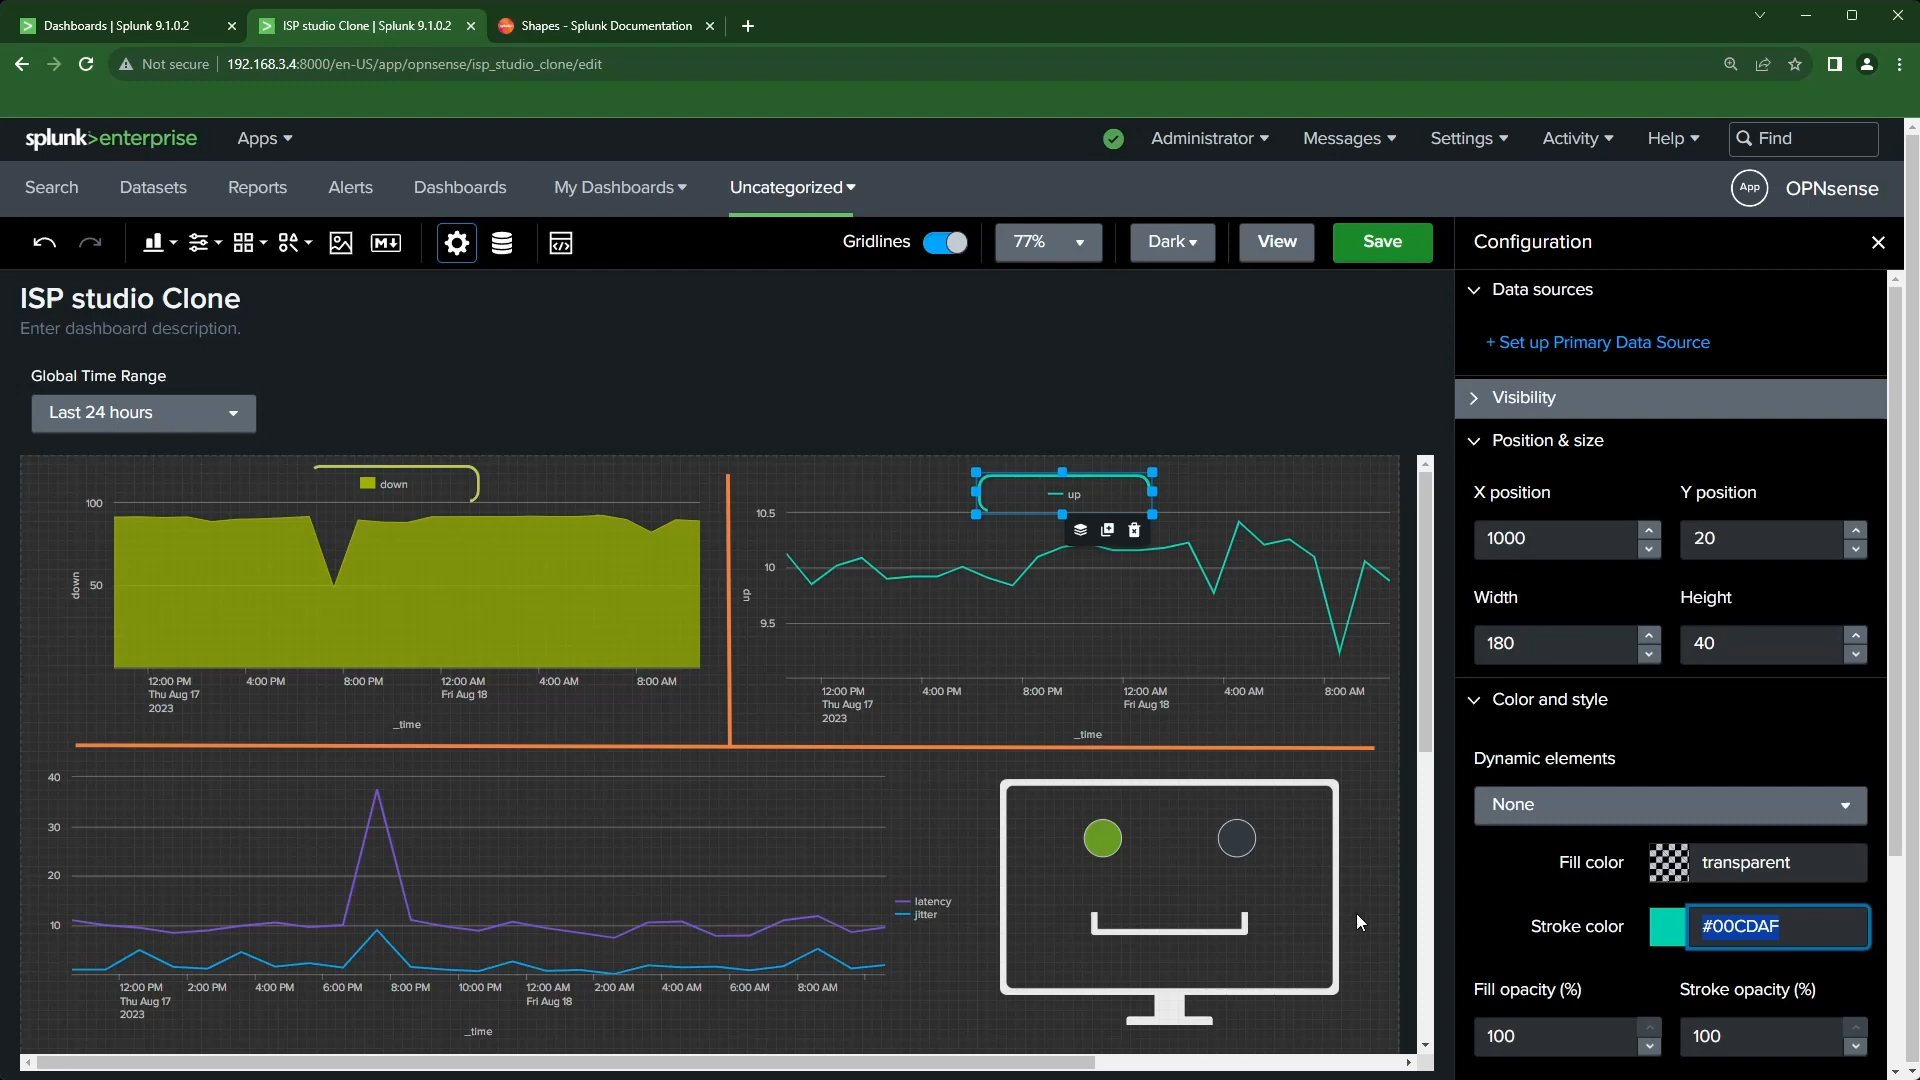 Dashboards | Splunk 9.1.0.2
ISP studio Clone | Splunk 9.1.0.2
Shapes - Splunk Documentation
Not secure
192.168.3.4:8000/en-US/app/opnsense/isp_studio_clone/edit
splunk>enterprise
Apps
Administrator
Messages
Settings
Activity
Help
Find
Search
Datasets
Reports
Alerts
Dashboards
My Dashboards
Uncategorized
App
OPNsense
Gridlines
77%
Dark
View
Save
Configuration
ISP studio Clone
Enter dashboard description.
Global Time Range
Last 24 hours
Data sources
+ Set up Primary Data Source
Visibility
Position & size
X position
Y position
1000
20
Width
Height
180
40
Color and style
Dynamic elements
None
Fill color
transparent
Stroke color
#00CDAF
Fill opacity (%)
Stroke opacity (%)
100
100
down
100
50
down
12:00 PM
Thu Aug 17
2023
4:00 PM
8:00 PM
12:00 AM
Fri Aug 18
4:00 AM
8:00 AM
_time
up
10.5
10
9.5
up
12:00 PM
Thu Aug 17
2023
4:00 PM
8:00 PM
12:00 AM
Fri Aug 18
4:00 AM
8:00 AM
_time
40
30
20
10
latency
jitter
12:00 PM
Thu Aug 17
2023
2:00 PM
4:00 PM
6:00 PM
8:00 PM
10:00 PM
12:00 AM
Fri Aug 18
2:00 AM
4:00 AM
6:00 AM
8:00 AM
_time